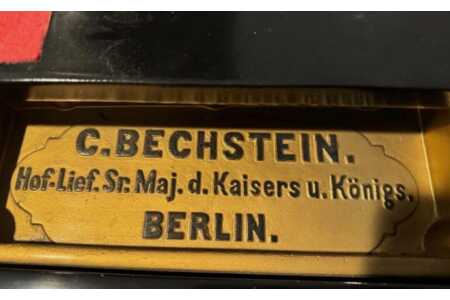 C.BECHSTEIN.
Hof-Lief. Sr. Maj. d. Kaisers u. Königs.
BERLIN.